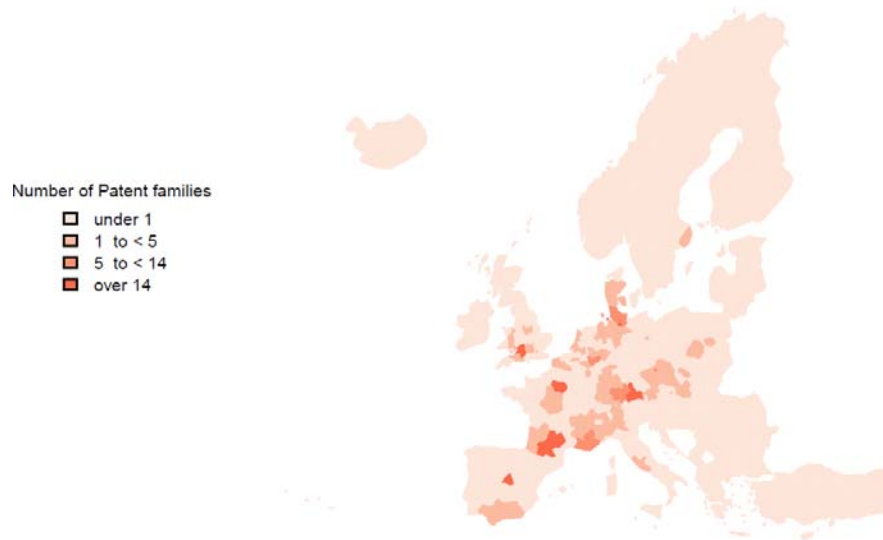 Number of Patent families
under 1
1 to < 5
5 to < 14
over 14